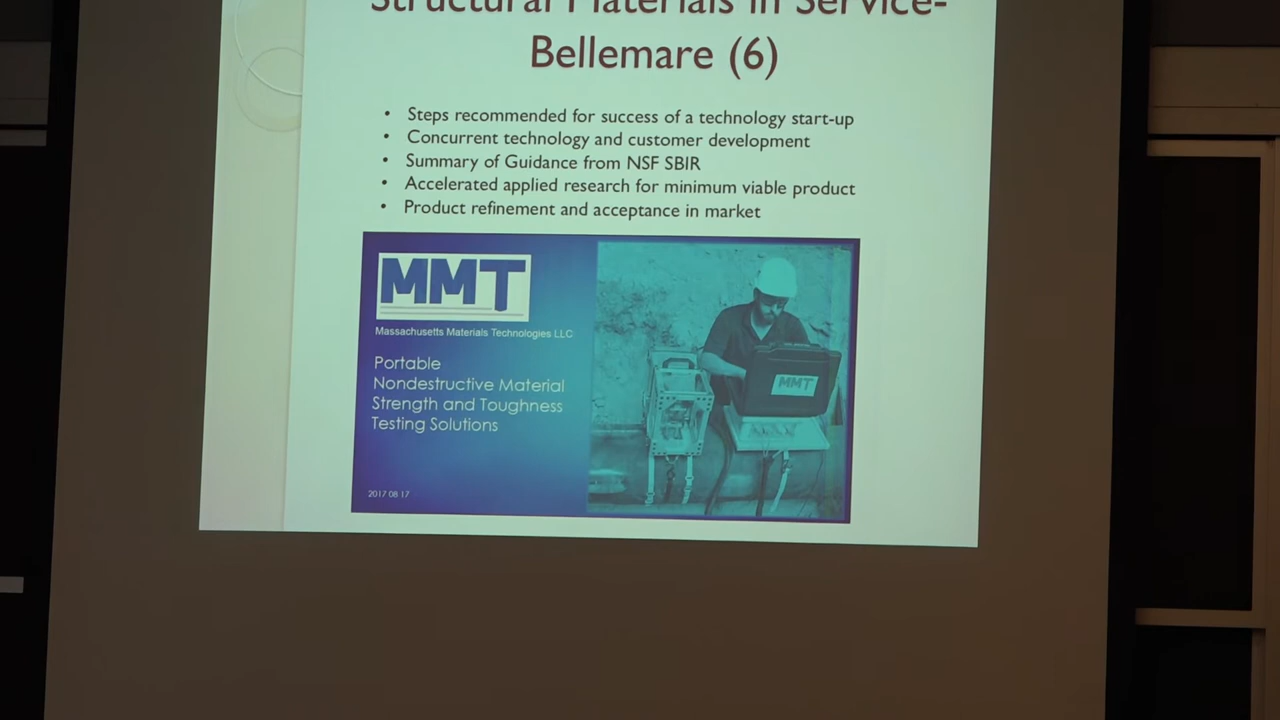 Structural Materials in Service-
Bellemare (6)
• Steps recommended for success of a technology start-up
• Concurrent technology and customer development
• Summary of Guidance from NSF SBIR
• Accelerated applied research for minimum viable product
• Product refinement and acceptance in market
MMT
Massachusetts Materials Technologies LLC
Portable
Nondestructive Material
Strength and Toughness
Testing Solutions
2017 08 17
MMT